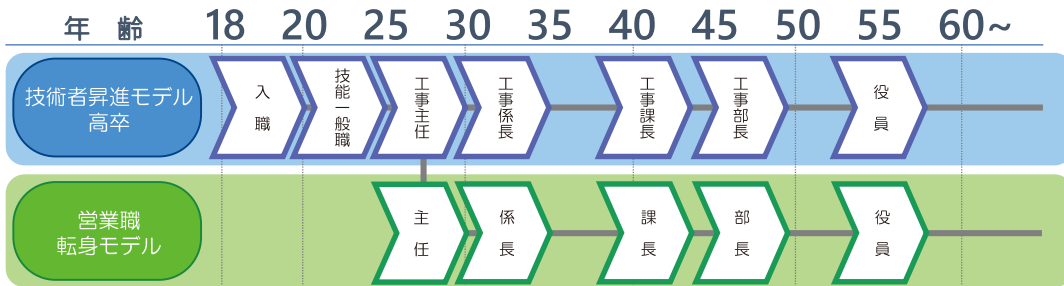 年 齢 18 20 25 30 35 40 45 50 55 60~
技術者昇進モデル
高卒
入職
技能一般職
工事主任
工事係長
工事課長
工事部長
役員
営業職
転身モデル
主任
係長
課長
部長
役員